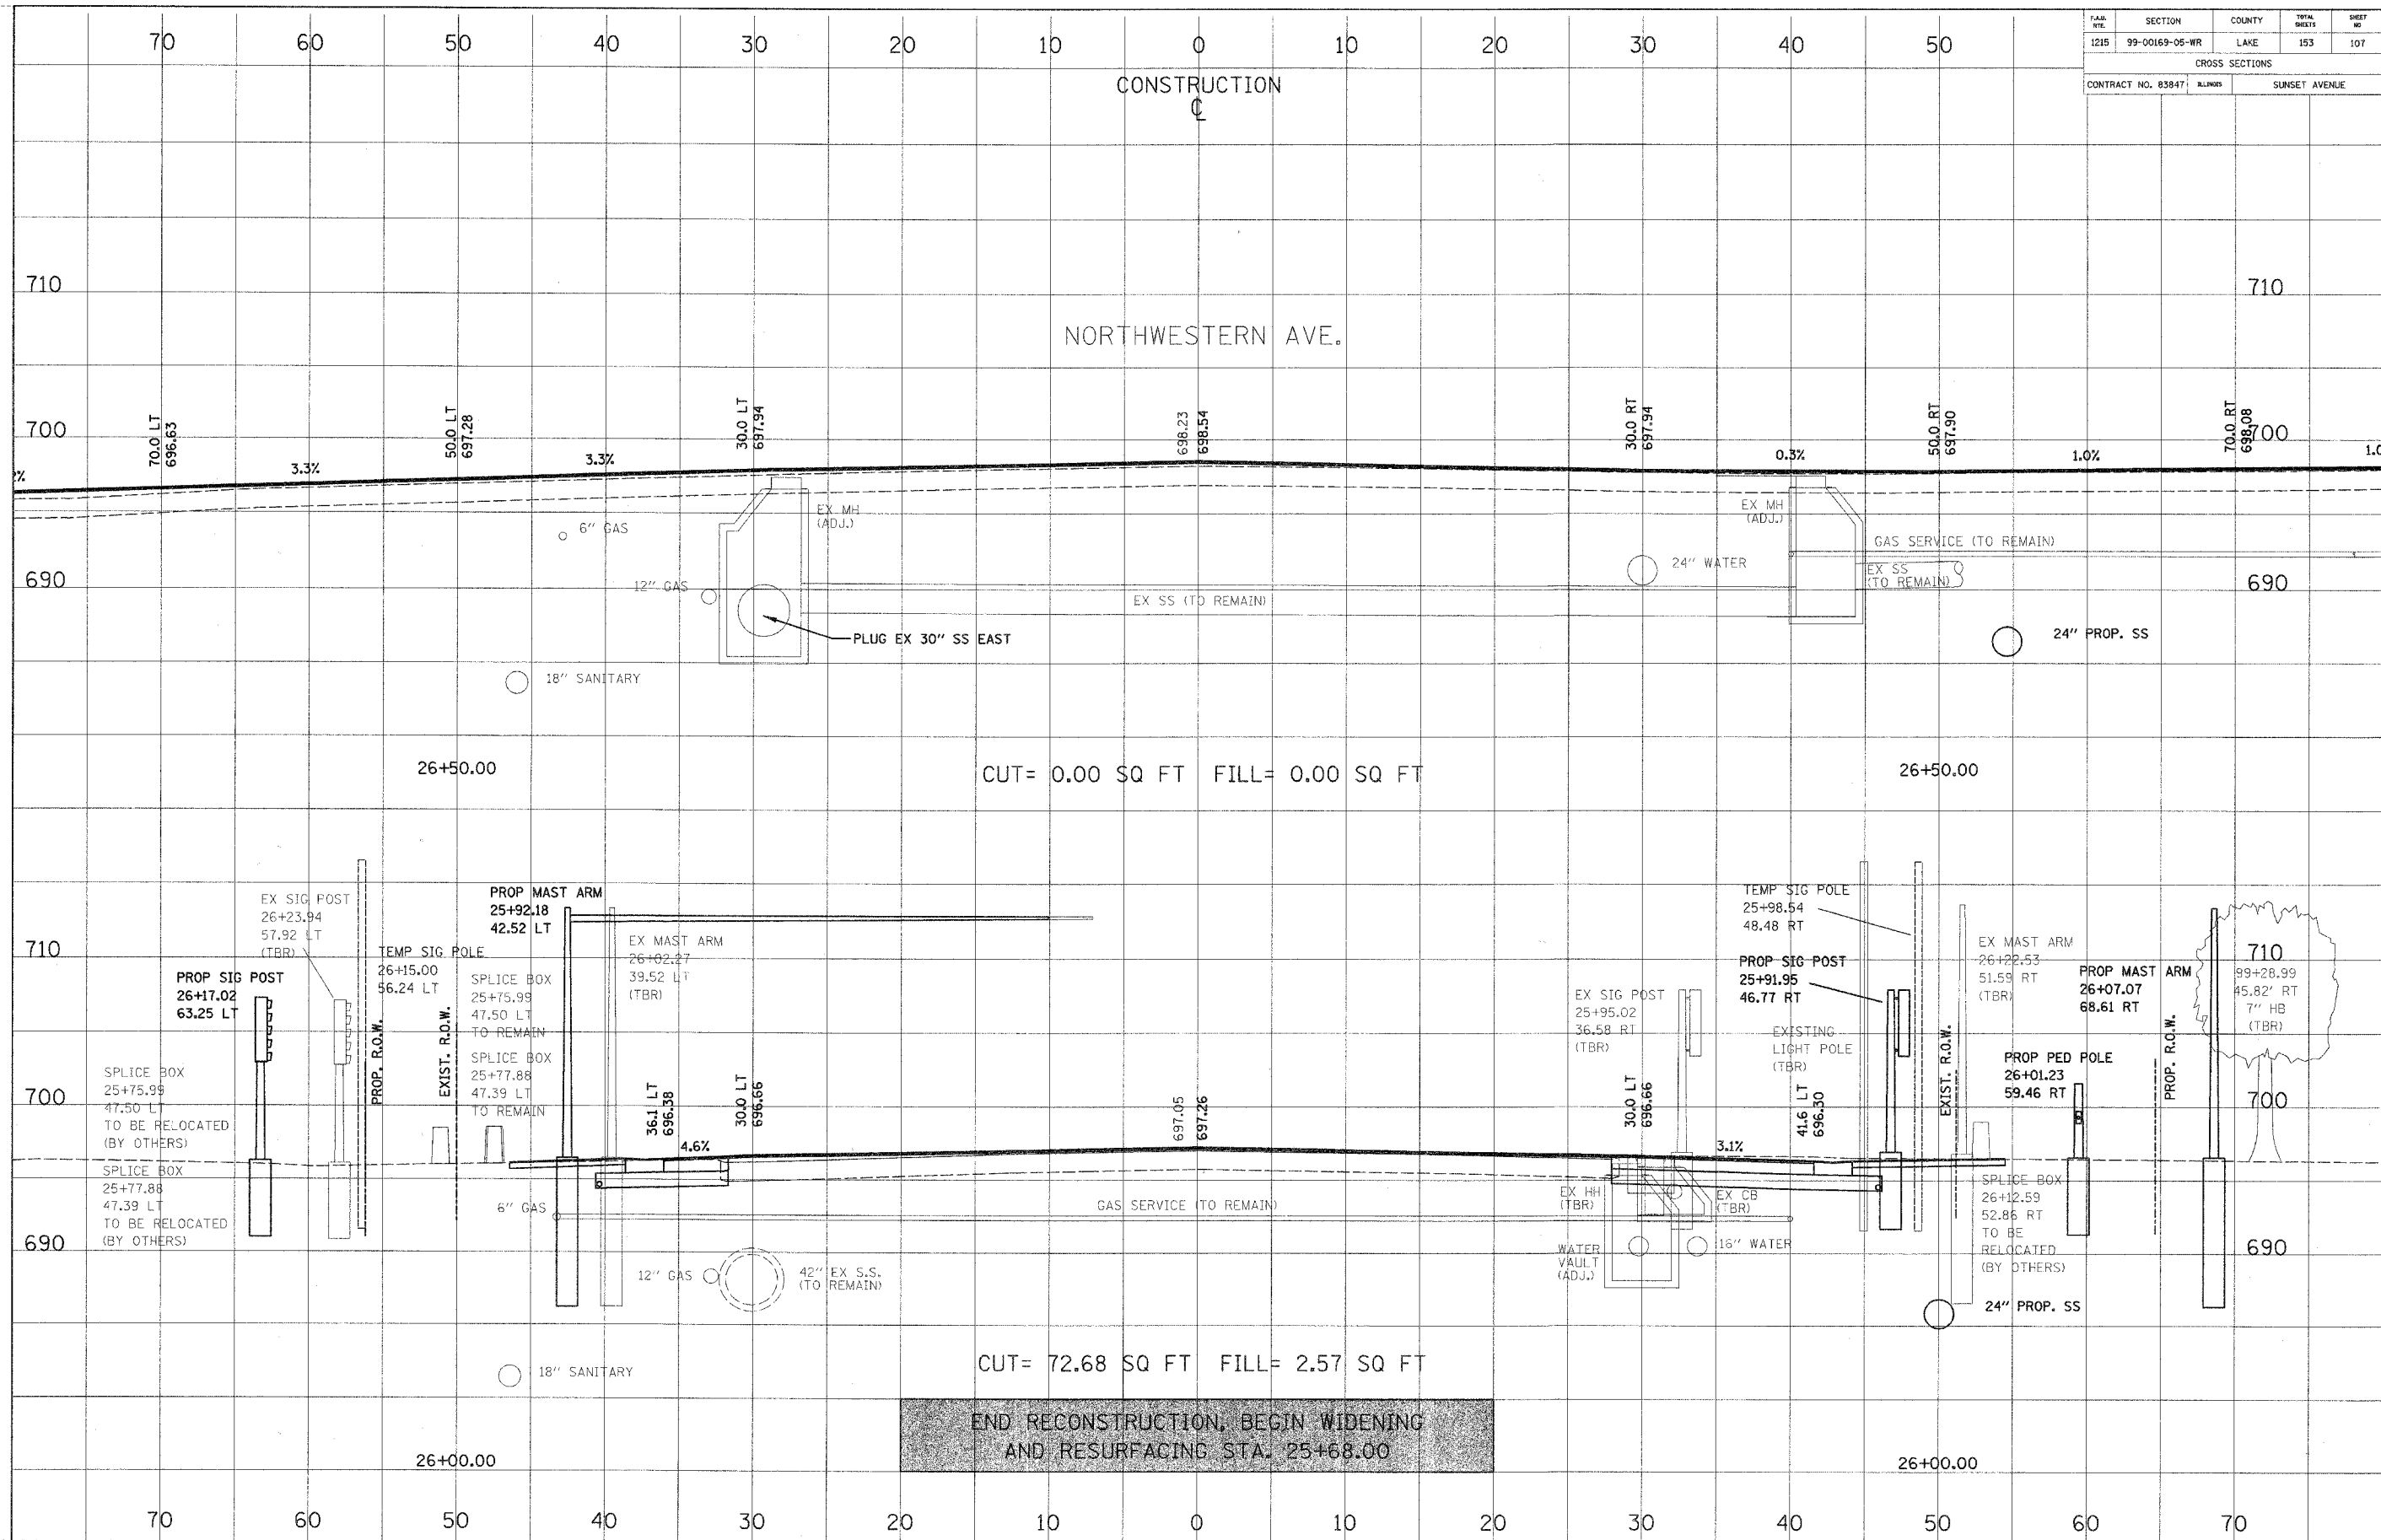 F.A.U. RTE. SECTION COUNTY TOTAL SHEETS SHEET NO
1215 99-00169-05-WR LAKE 153 107
CROSS SECTIONS
CONTRACT NO. 83847 ILLINOIS SUNSET AVENUE
70 60 50 40 30 20 10 0 10 20 30 40 50
CONSTRUCTION
℄
710 710
NORTHWESTERN AVE.
700 700
70.0 LT
696.63
50.0 LT
697.28
30.0 LT
697.94
698.23
698.54
30.0 RT
697.94
50.0 RT
697.90
70.0 RT
698.08
% 3.3% 3.3% 0.3% 1.0% 1.0
EX MH
(ADJ.)
6" GAS
EX MH
(ADJ.)
GAS SERVICE (TO REMAIN)
24" WATER
EX SS
(TO REMAIN)
690 690
12" GAS
EX SS (TO REMAIN)
PLUG EX 30" SS EAST
24" PROP. SS
18" SANITARY
26+50.00 26+50.00
CUT= 0.00 SQ FT FILL= 0.00 SQ FT
EX SIG POST
26+23.94
57.92 LT
(TBR)
PROP MAST ARM
25+92.18
42.52 LT
TEMP SIG POLE
26+15.00
56.24 LT
PROP SIG POST
26+17.02
63.25 LT
EX MAST ARM
26+02.27
39.52 LT
(TBR)
SPLICE BOX
25+75.99
47.50 LT
TO REMAIN
SPLICE BOX
25+77.88
47.39 LT
TO REMAIN
PROP. R.O.W.
EXIST. R.O.W.
SPLICE BOX
25+75.99
47.50 LT
TO BE RELOCATED
(BY OTHERS)
SPLICE BOX
25+77.88
47.39 LT
TO BE RELOCATED
(BY OTHERS)
710 710
700 700
690 690
36.1 LT
696.38
30.0 LT
696.66
4.6%
697.05
697.26
30.0 LT
696.66
41.6 LT
696.30
3.1%
TEMP SIG POLE
25+98.54
48.48 RT
PROP SIG POST
25+91.95
46.77 RT
EX SIG POST
25+95.02
36.58 RT
(TBR)
EXISTING
LIGHT POLE
(TBR)
EX MAST ARM
26+22.53
51.59 RT
(TBR)
PROP MAST ARM
26+07.07
68.61 RT
99+28.99
45.82' RT
7" HB
(TBR)
EXIST. R.O.W.
PROP. R.O.W.
PROP PED POLE
26+01.23
59.46 RT
6" GAS
GAS SERVICE (TO REMAIN)
EX HH
(TBR)
EX CB
(TBR)
SPLICE BOX
26+12.59
52.86 RT
TO BE
RELOCATED
(BY OTHERS)
12" GAS
42" EX S.S.
(TO REMAIN)
WATER
VAULT
(ADJ.)
16" WATER
24" PROP. SS
18" SANITARY
CUT= 72.68 SQ FT FILL= 2.57 SQ FT
END RECONSTRUCTION, BEGIN WIDENING
AND RESURFACING STA. 25+68.00
26+00.00 26+00.00
70 60 50 40 30 20 10 0 10 20 30 40 50 60 70